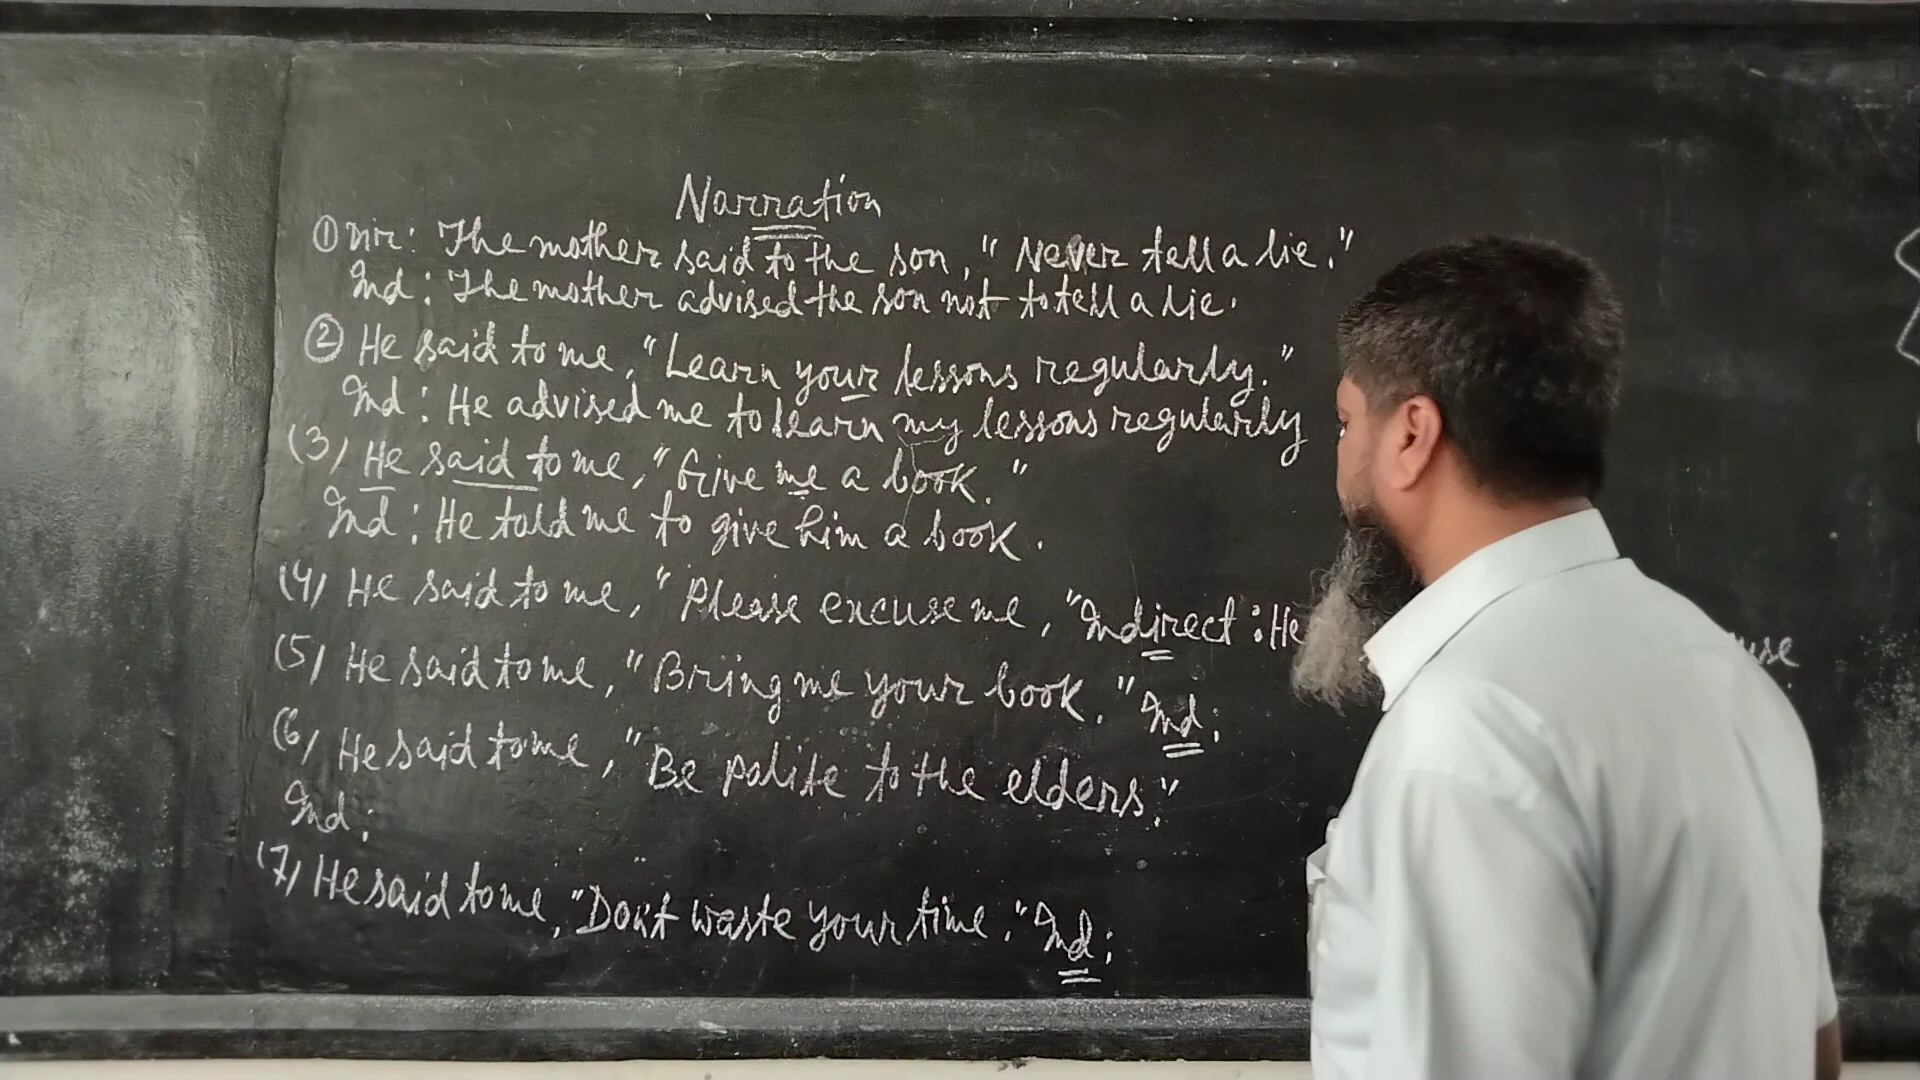 Narration
① Dir: The mother said to the son, "Never tell a lie."
Ind: The mother advised the son not to tell a lie.
② He said to me, "Learn your lessons regularly."
Ind: He advised me to learn my lessons regularly
(3) He said to me, "Give me a book."
Ind: He told me to give him a book.
(4) He said to me, "Please excuse me, "Indirect: He
(5) He said to me, "Bring me your book." Ind:
(6) He said to me, "Be polite to the elders."
Ind:
(7) He said to me, "Don't waste your time." Ind: